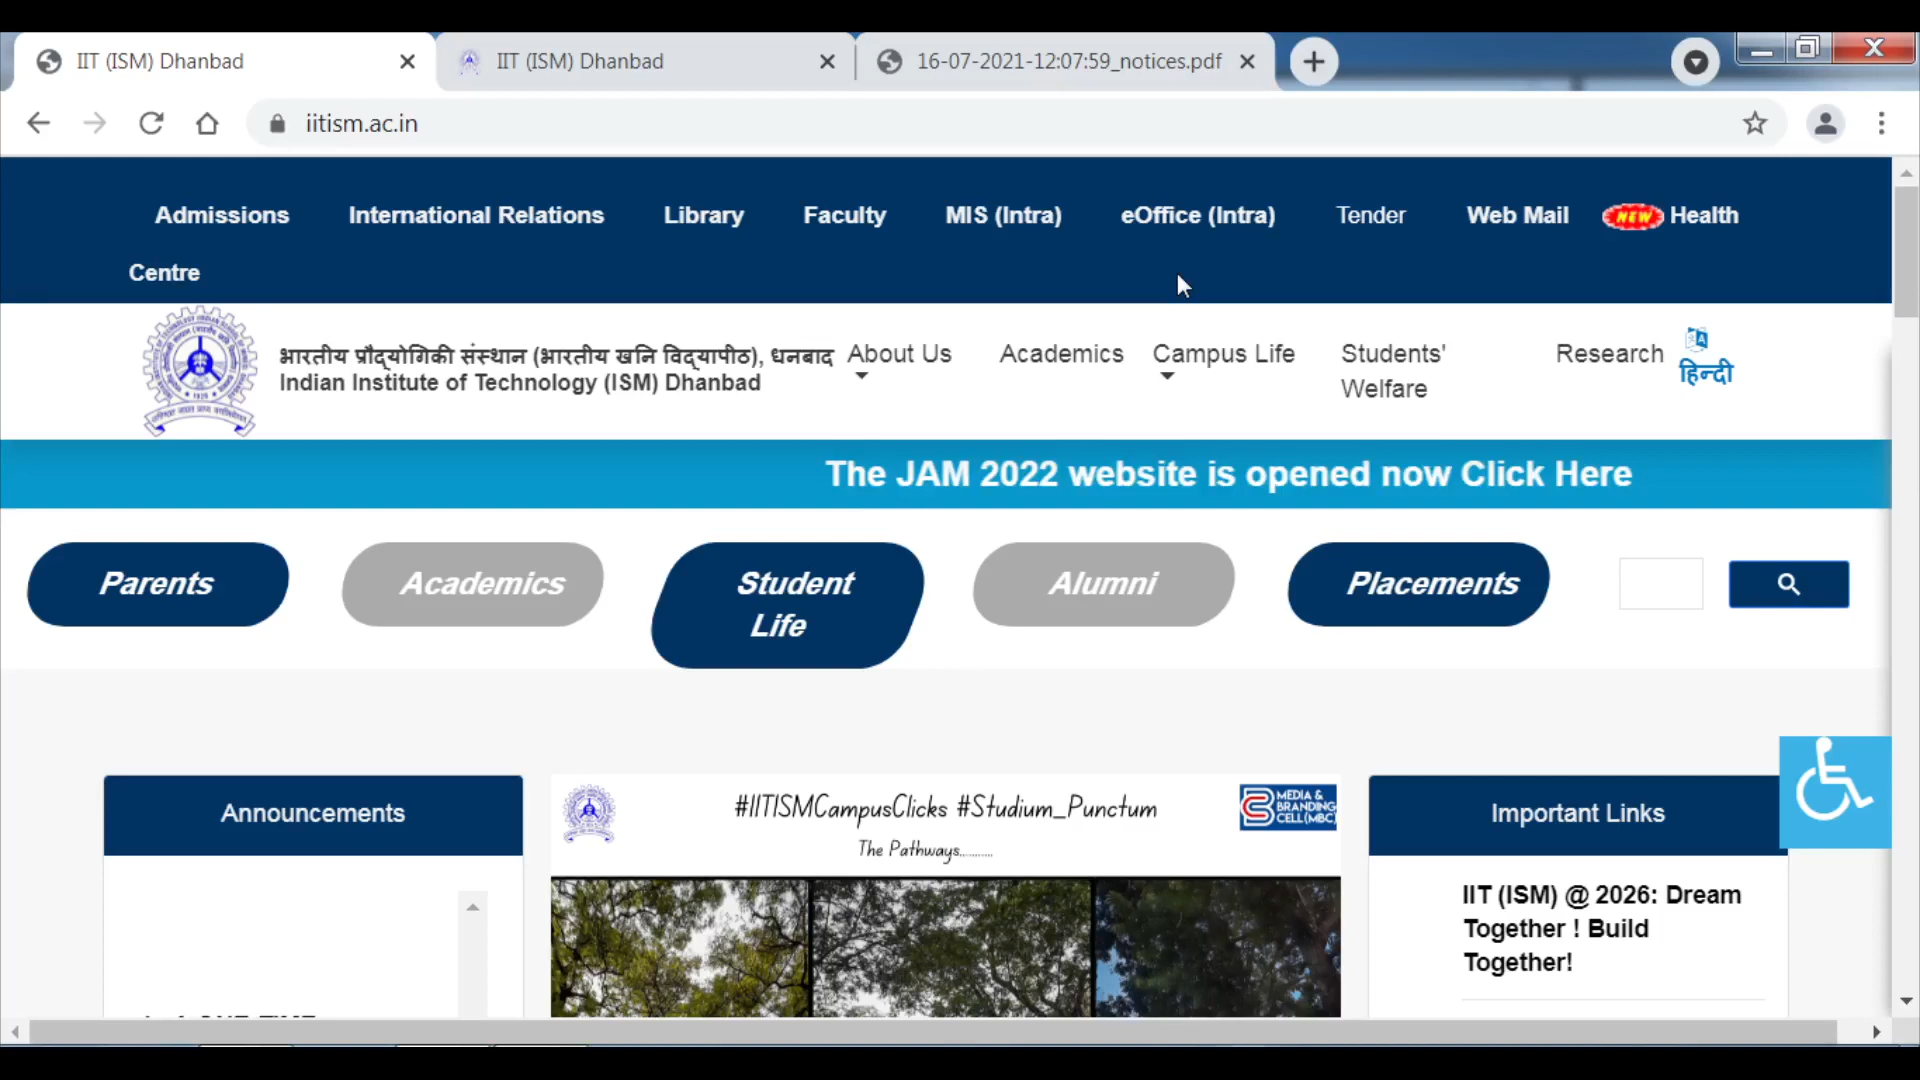 IIT (ISM) Dhanbad
IIT (ISM) Dhanbad
16-07-2021-12:07:59_notices.pdf
iitism.ac.in
Admissions International Relations Library Faculty MIS (Intra) eOffice (Intra) Tender Web Mail NEW Health
Centre
भारतीय प्रौद्योगिकी संस्थान (भारतीय खनि विद्यापीठ), धनबाद
Indian Institute of Technology (ISM) Dhanbad
About Us
Academics
Campus Life
Students'
Welfare
Research
हिन्दी
The JAM 2022 website is opened now Click Here
Parents
Academics
Student
Life
Alumni
Placements
Announcements
#IITISMCampusClicks #Studium_Punctum
The Pathways...........
MEDIA &
BRANDING
CELL(MBC)
Important Links
IIT (ISM) @ 2026: Dream
Together ! Build
Together!